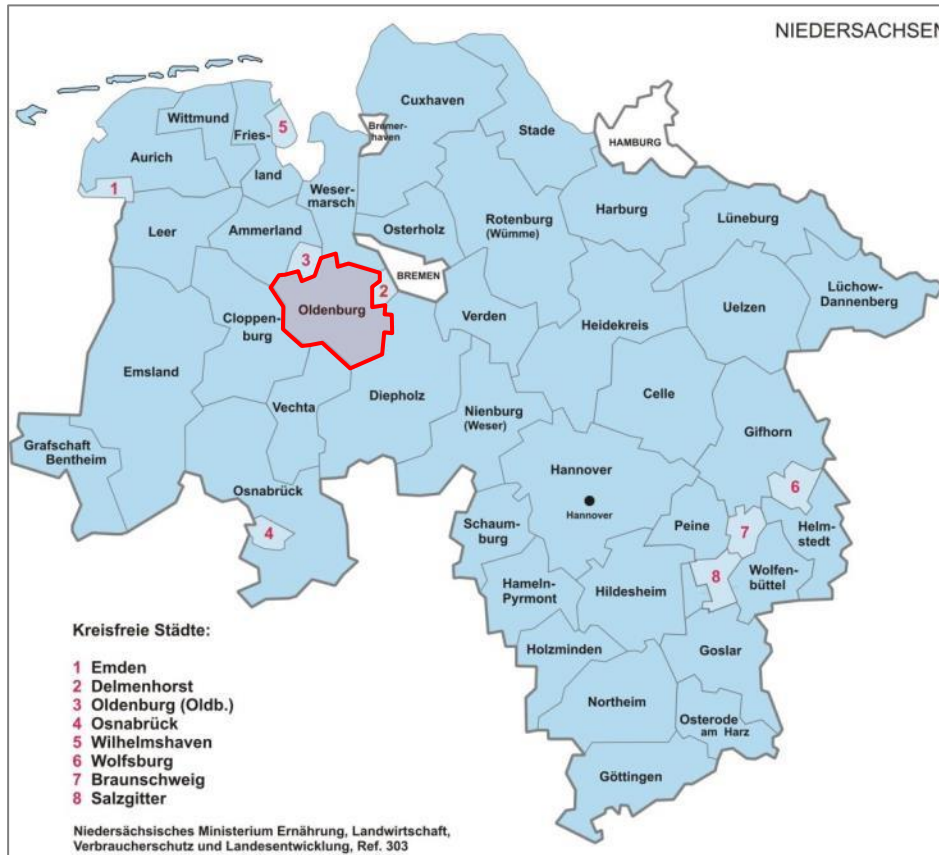 NIEDERSACHSEN
Cuxhaven
Wittmund
Fries-
5
Bremer-
haven
Stade
HAMBURG
Aurich
land
1
Weser-
marsch
Harburg
Lüneburg
Leer
Ammerland
Osterholz
Rotenburg
(Wümme)
3
BREMEN
2
Lüchow-
Dannenberg
Oldenburg
Uelzen
Cloppen-
burg
Verden
Heidekreis
Emsland
Diepholz
Celle
Vechta
Nienburg
(Weser)
Gifhorn
Grafschaft
Bentheim
Hannover
6
Osnabrück
Hannover
4
Schaum-
burg
Peine
7
Helm-
stedt
Hameln-
Pyrmont
Hildesheim
8
Wolfen-
büttel
Holzminden
Goslar
Northeim
Osterode
am Harz
Göttingen
Kreisfreie Städte:
1 Emden
2 Delmenhorst
3 Oldenburg (Oldb.)
4 Osnabrück
5 Wilhelmshaven
6 Wolfsburg
7 Braunschweig
8 Salzgitter
Niedersächsisches Ministerium Ernährung, Landwirtschaft,
Verbraucherschutz und Landesentwicklung, Ref. 303